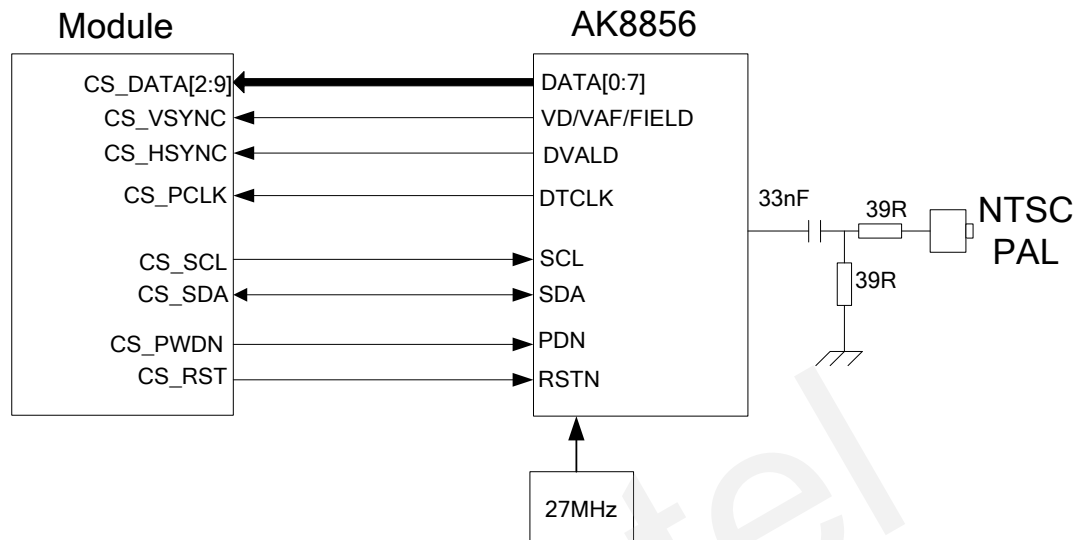 Module
AK8856
CS_DATA[2:9]
DATA[0:7]
CS_VSYNC
VD/VAF/FIELD
CS_HSYNC
DVALD
CS_PCLK
DTCLK
33nF
39R
NTSC
PAL
CS_SCL
SCL
CS_SDA
SDA
39R
CS_PWDN
PDN
CS_RST
RSTN
27MHz